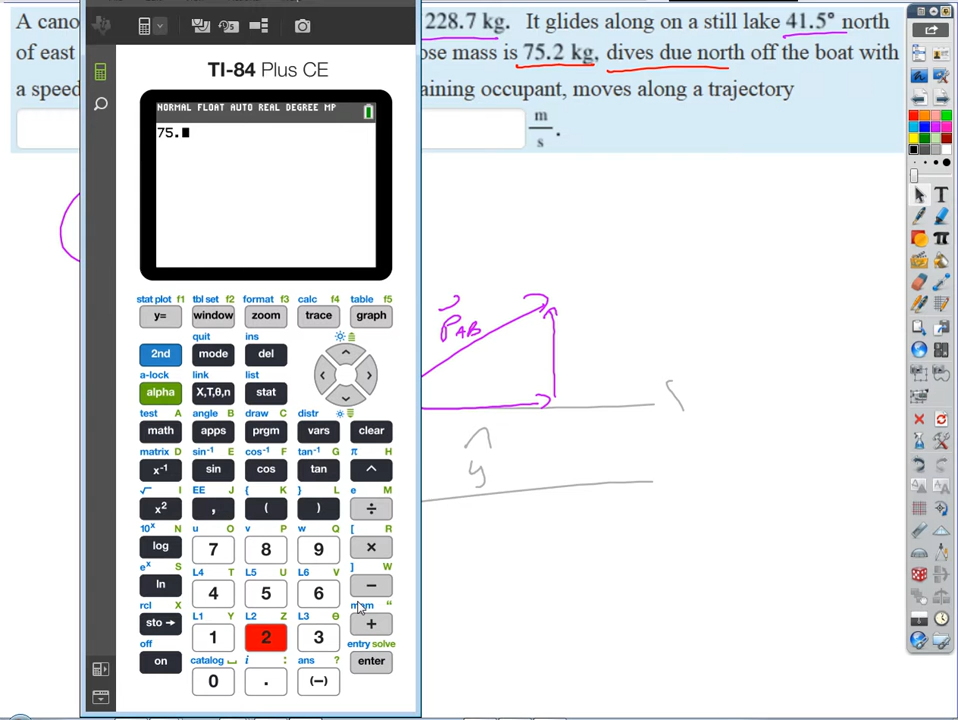 A cano 228.7 kg. It glides along on a still lake 41.5° north
of east ose mass is 75.2 kg, dives due north off the boat with
a speed aining occupant, moves along a trajectory
m
s
.
TI-84 Plus CE
NORMAL FLOAT AUTO REAL DEGREE MP
75.
P AB
y
stat plot f1 tbl set f2 format f3 calc f4 table f5
y= window zoom trace graph
quit ins
2nd mode del
a-lock link list
alpha X,T,θ,n stat
test A angle B draw C distr
math apps prgm vars clear
matrix D sin⁻¹ E cos⁻¹ F tan⁻¹ G π H
x⁻¹ sin cos tan ^
√ I EE J { K } L e M
x² , ( ) ÷
10ˣ N u O v P w Q [ R
log 7 8 9 ×
eˣ S L4 T L5 U L6 V ] W
ln 4 5 6 −
rcl X L1 Y L2 Z L3 θ mem "
sto→ 1 2 3 +
off catalog i : ans ? entry solve
on 0 . (−) enter
T
π